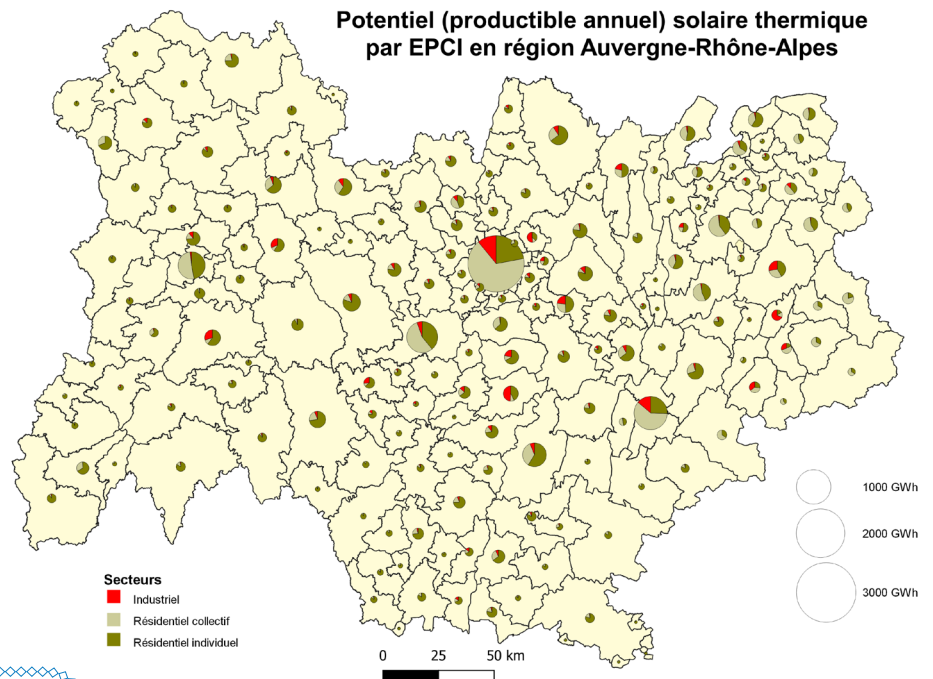 Potentiel (productible annuel) solaire thermique
par EPCI en région Auvergne-Rhône-Alpes
1000 GWh
2000 GWh
3000 GWh
Secteurs
Industriel
Résidentiel collectif
Résidentiel individuel
0 25 50 km